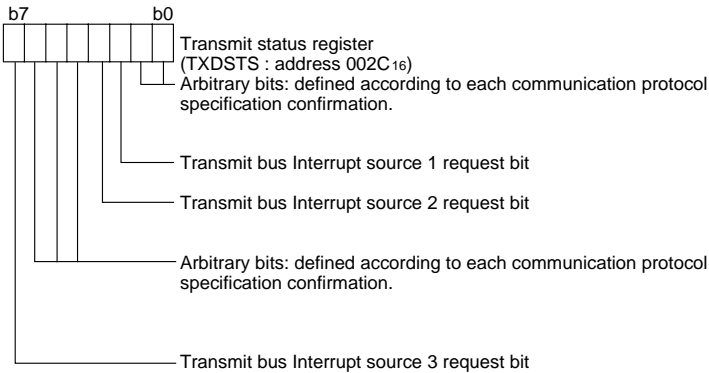 b7 b0
Transmit status register
(TXDSTS : address 002C16)
Arbitrary bits: defined according to each communication protocol
specification confirmation.
Transmit bus Interrupt source 1 request bit
Transmit bus Interrupt source 2 request bit
Arbitrary bits: defined according to each communication protocol
specification confirmation.
Transmit bus Interrupt source 3 request bit